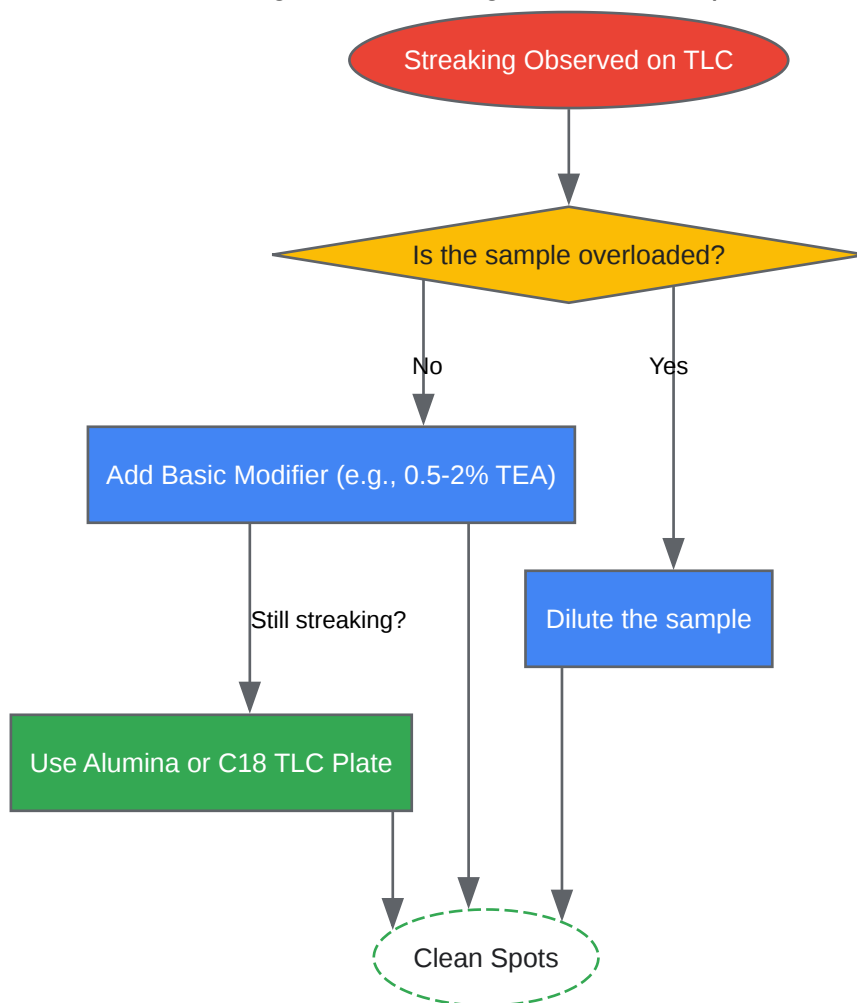 Streaking Observed on TLC
Is the sample overloaded?
No
Yes
Add Basic Modifier (e.g., 0.5-2% TEA)
Still streaking?
Dilute the sample
Use Alumina or C18 TLC Plate
Clean Spots